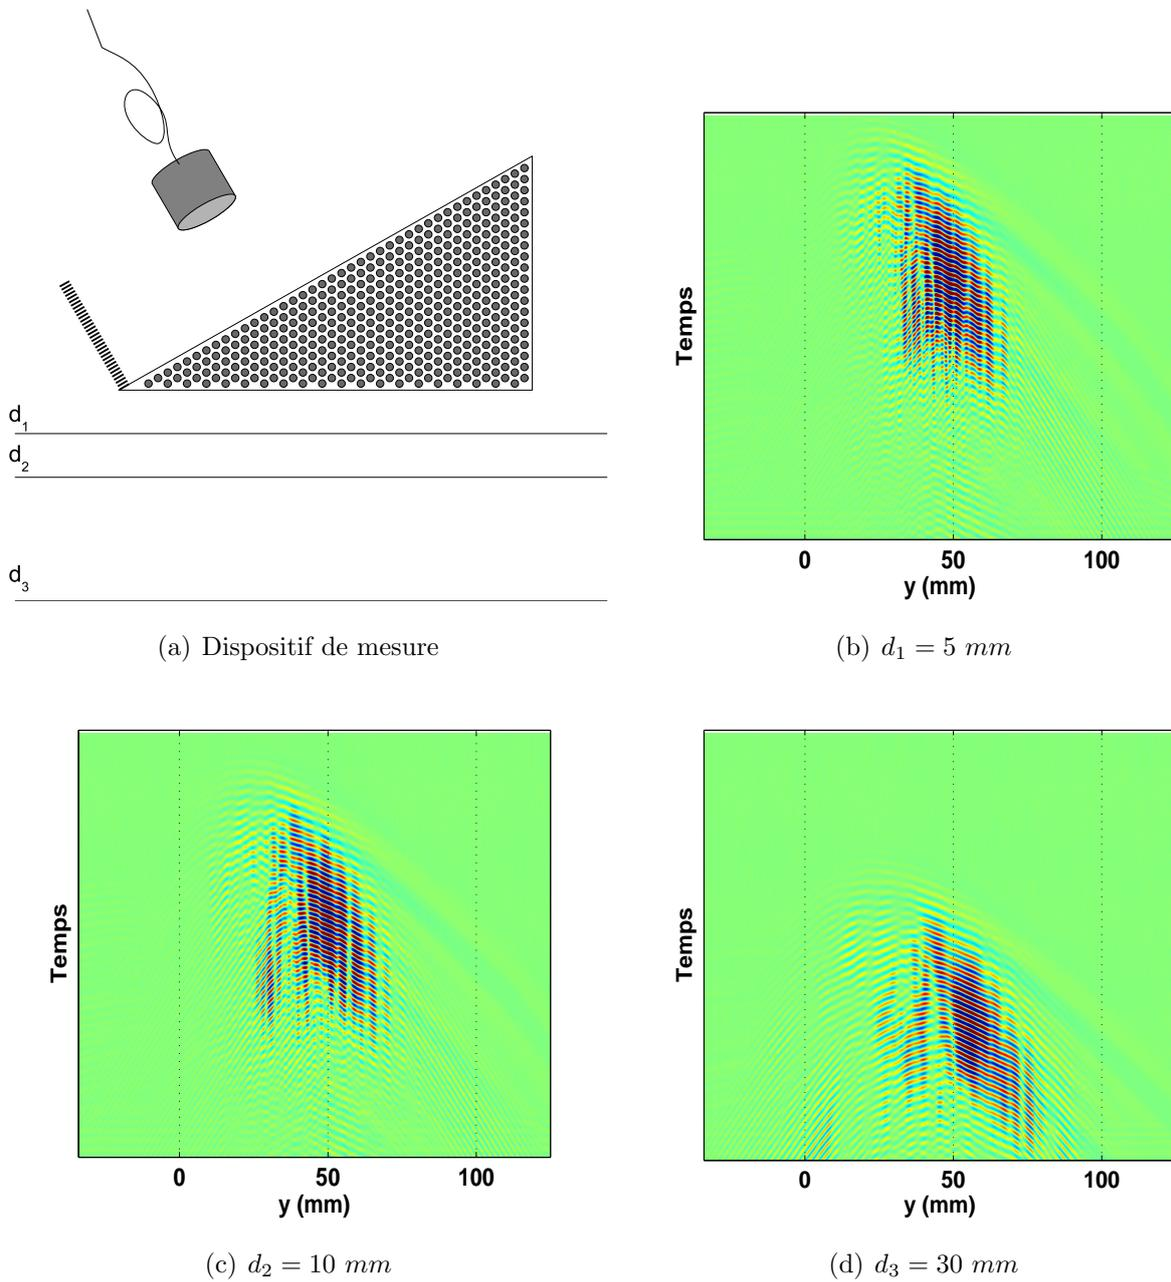 d1
d2
d3
(a) Dispositif de mesure
Temps
0 50 100
y (mm)
(b) d1 = 5 mm
Temps
0 50 100
y (mm)
(c) d2 = 10 mm
Temps
0 50 100
y (mm)
(d) d3 = 30 mm